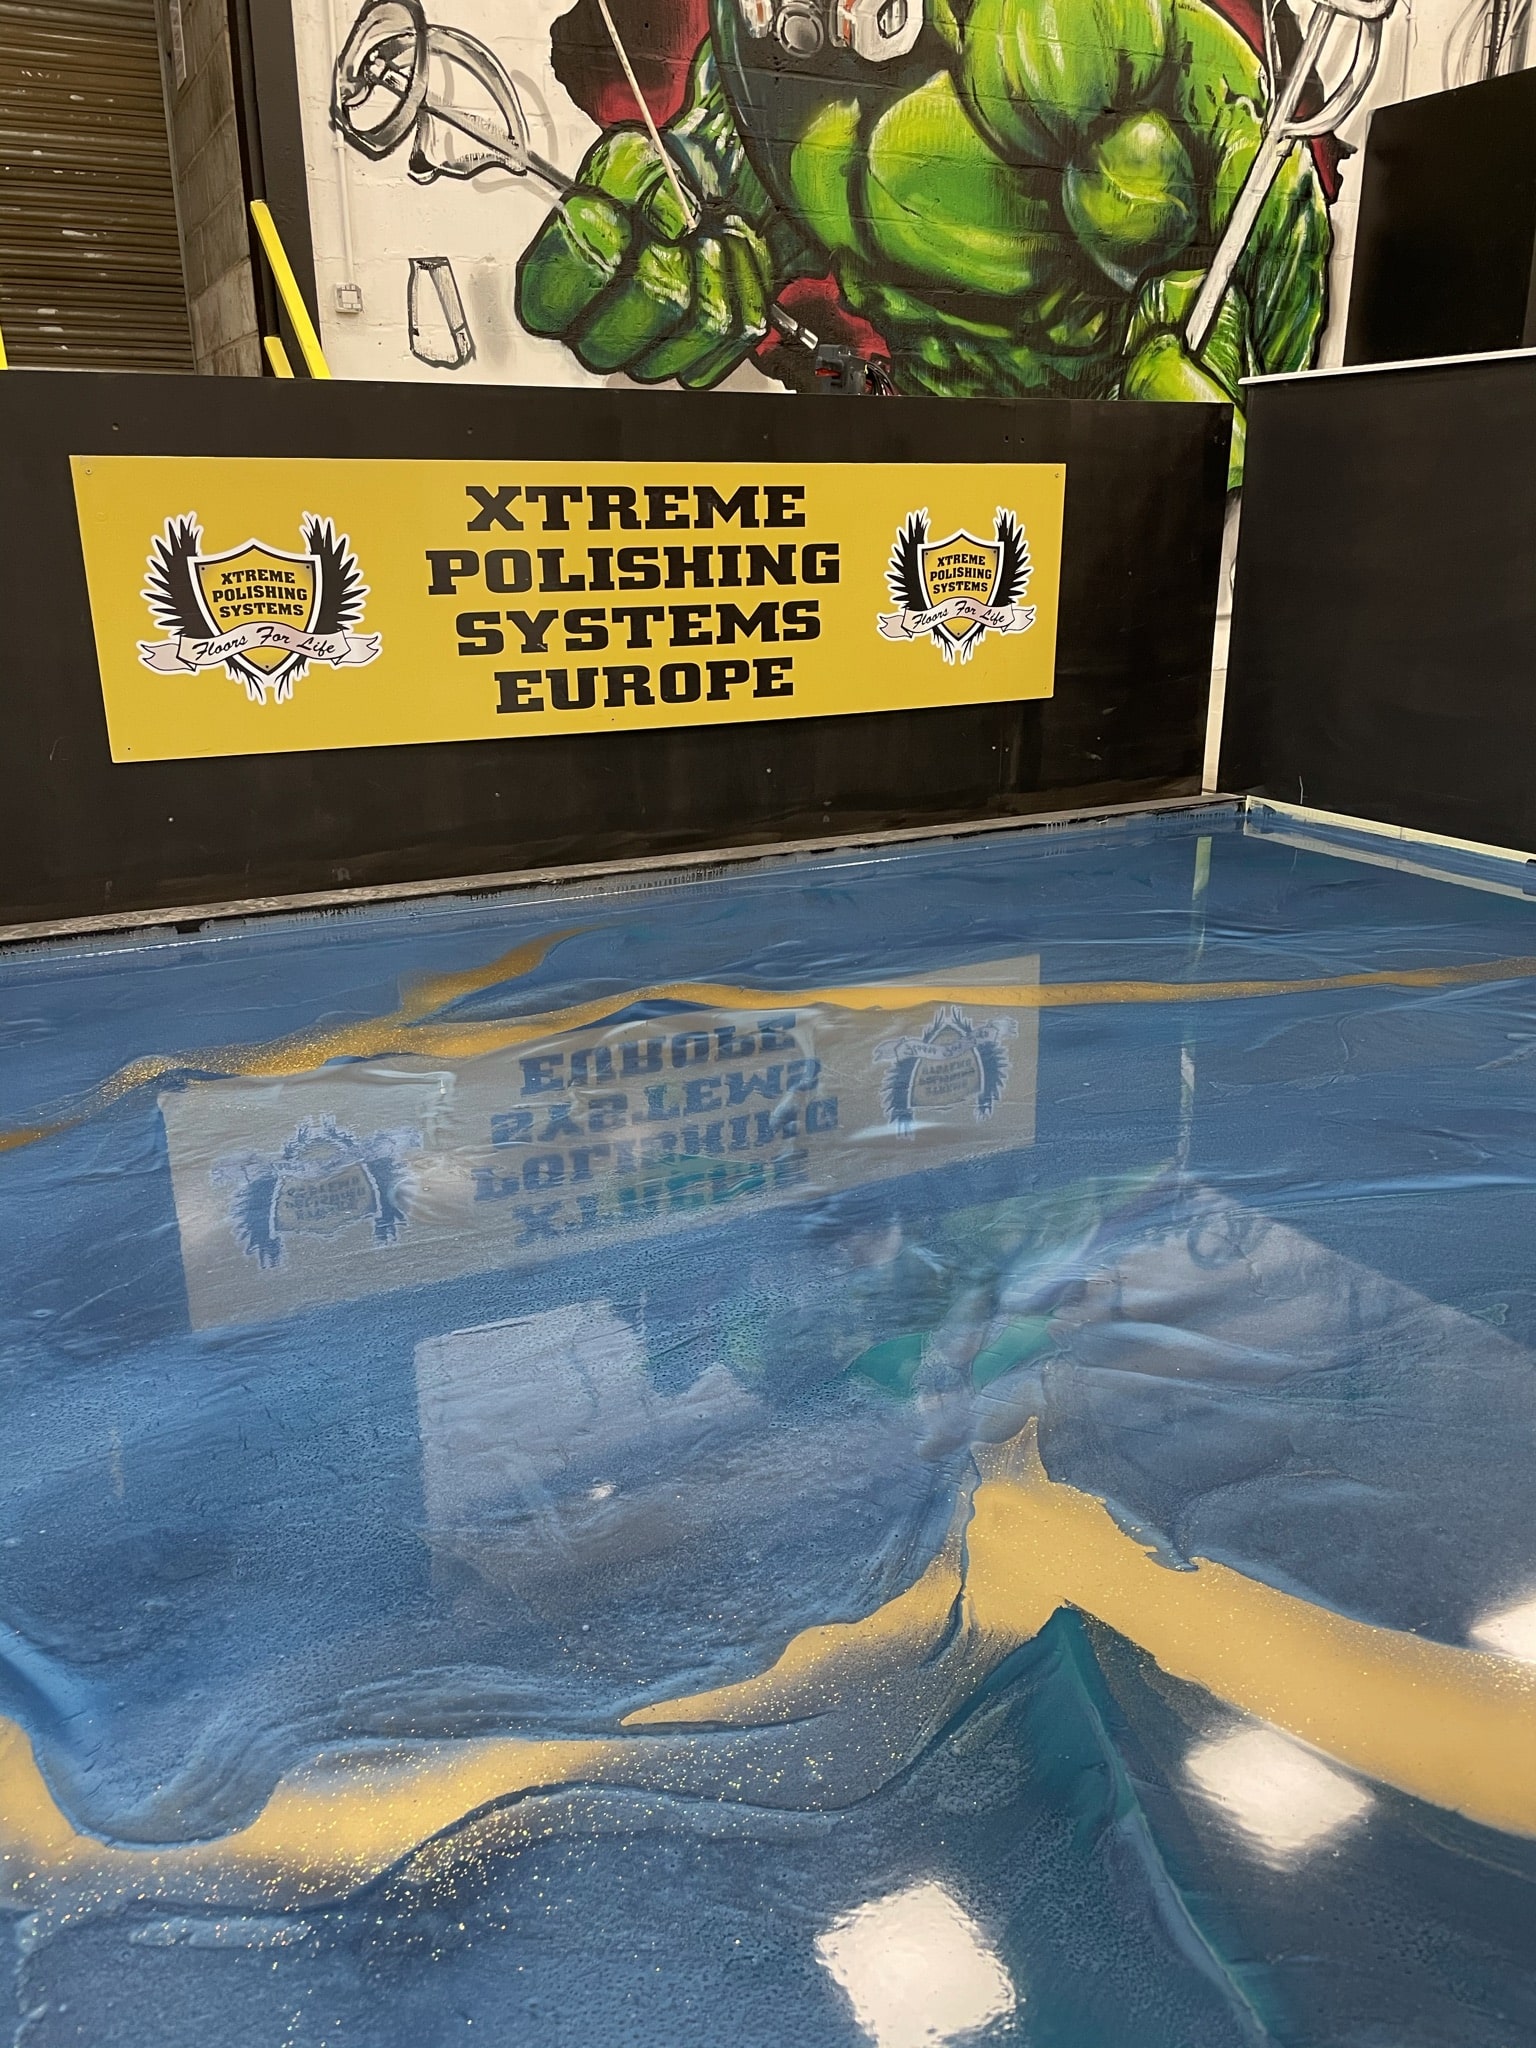 XTREME
POLISHING
SYSTEMS
EUROPE
XTREME
POLISHING
SYSTEMS
Floors For Life
XTREME
POLISHING
SYSTEMS
Floors For Life